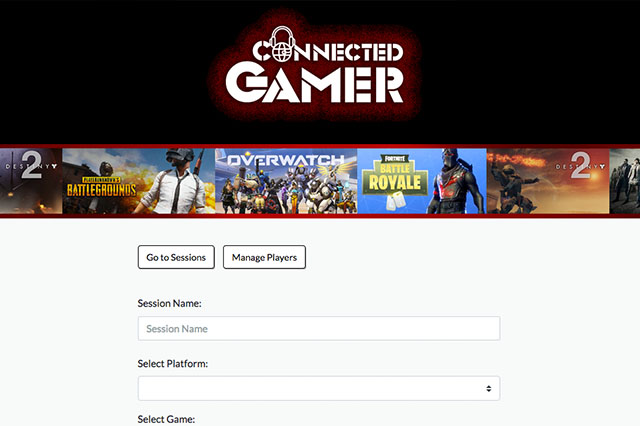 CONNECTED
GAMER
2
DESTINY
PLAYERUNKNOWN'S
BATTLEGROUNDS
OVERWATCH
FORTNITE
BATTLE
ROYALE
2
DESTINY
Go to Sessions
Manage Players
Session Name:
Session Name
Select Platform:
Select Game: